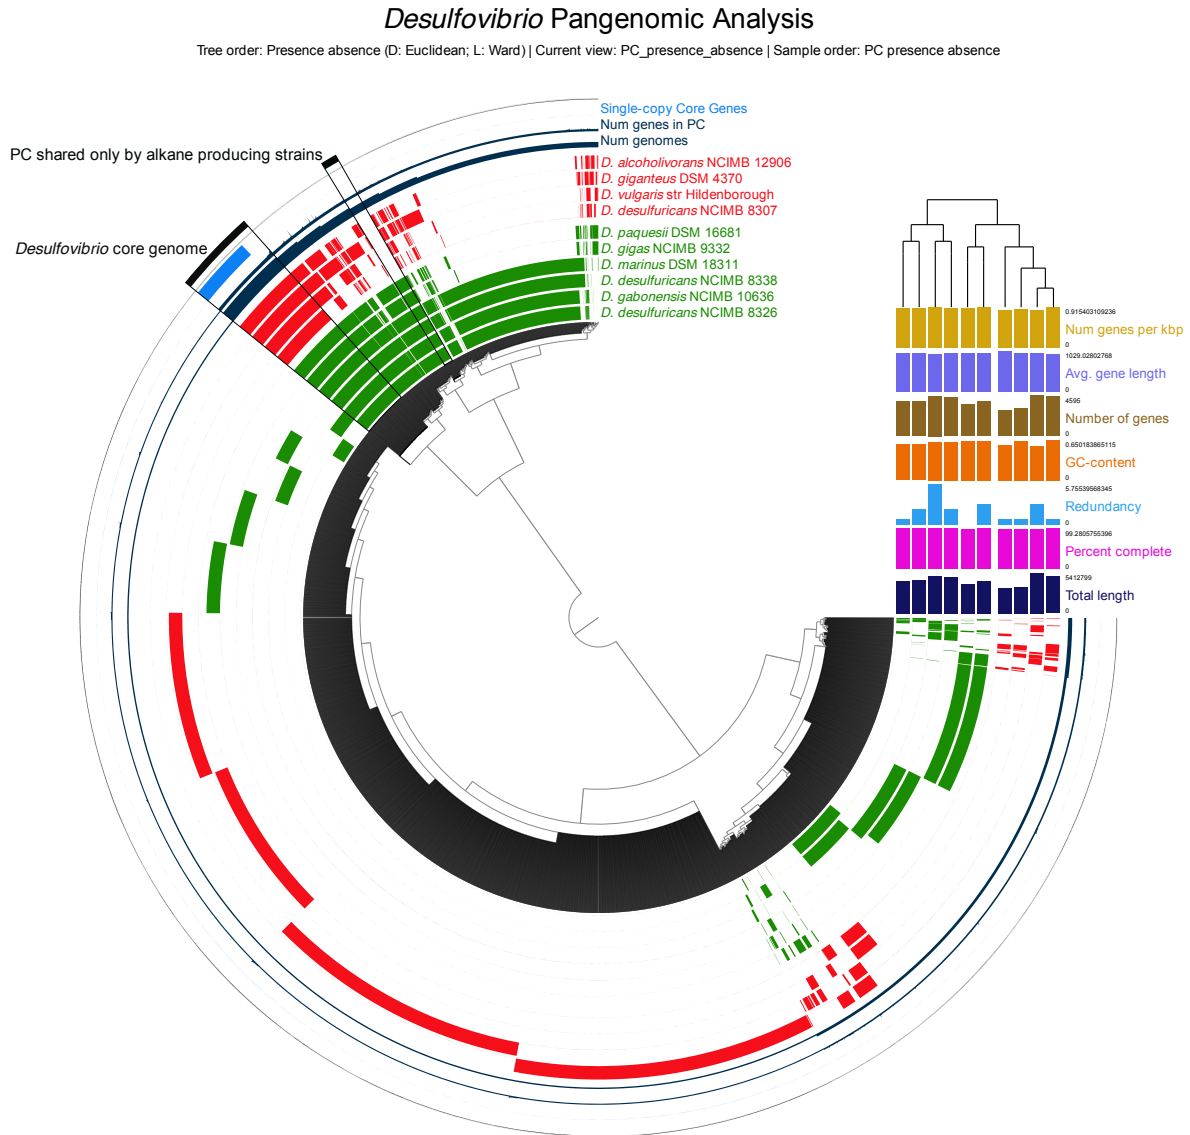 Desulfovibrio Pangenomic Analysis
Tree order: Presence absence (D: Euclidean; L: Ward) | Current view: PC_presence_absence | Sample order: PC presence absence
Single-copy Core Genes
Num genes in PC
Num genomes
PC shared only by alkane producing strains
D. alcoholivorans NCIMB 12906
D. giganteus DSM 4370
D. vulgaris str Hildenborough
D. desulfuricans NCIMB 8307
D. paquesii DSM 16681
Desulfovibrio core genome
D. gigas NCIMB 9332
D. marinus DSM 18311
D. desulfuricans NCIMB 8338
D. gabonensis NCIMB 10636
D. desulfuricans NCIMB 8326
0.915403109236
Num genes per kbp
0
1029.02802768
Avg. gene length
0
4595
Number of genes
0
0.650183865115
GC-content
0
5.75539568345
Redundancy
0
99.2805755396
Percent complete
0
5412799
Total length
0